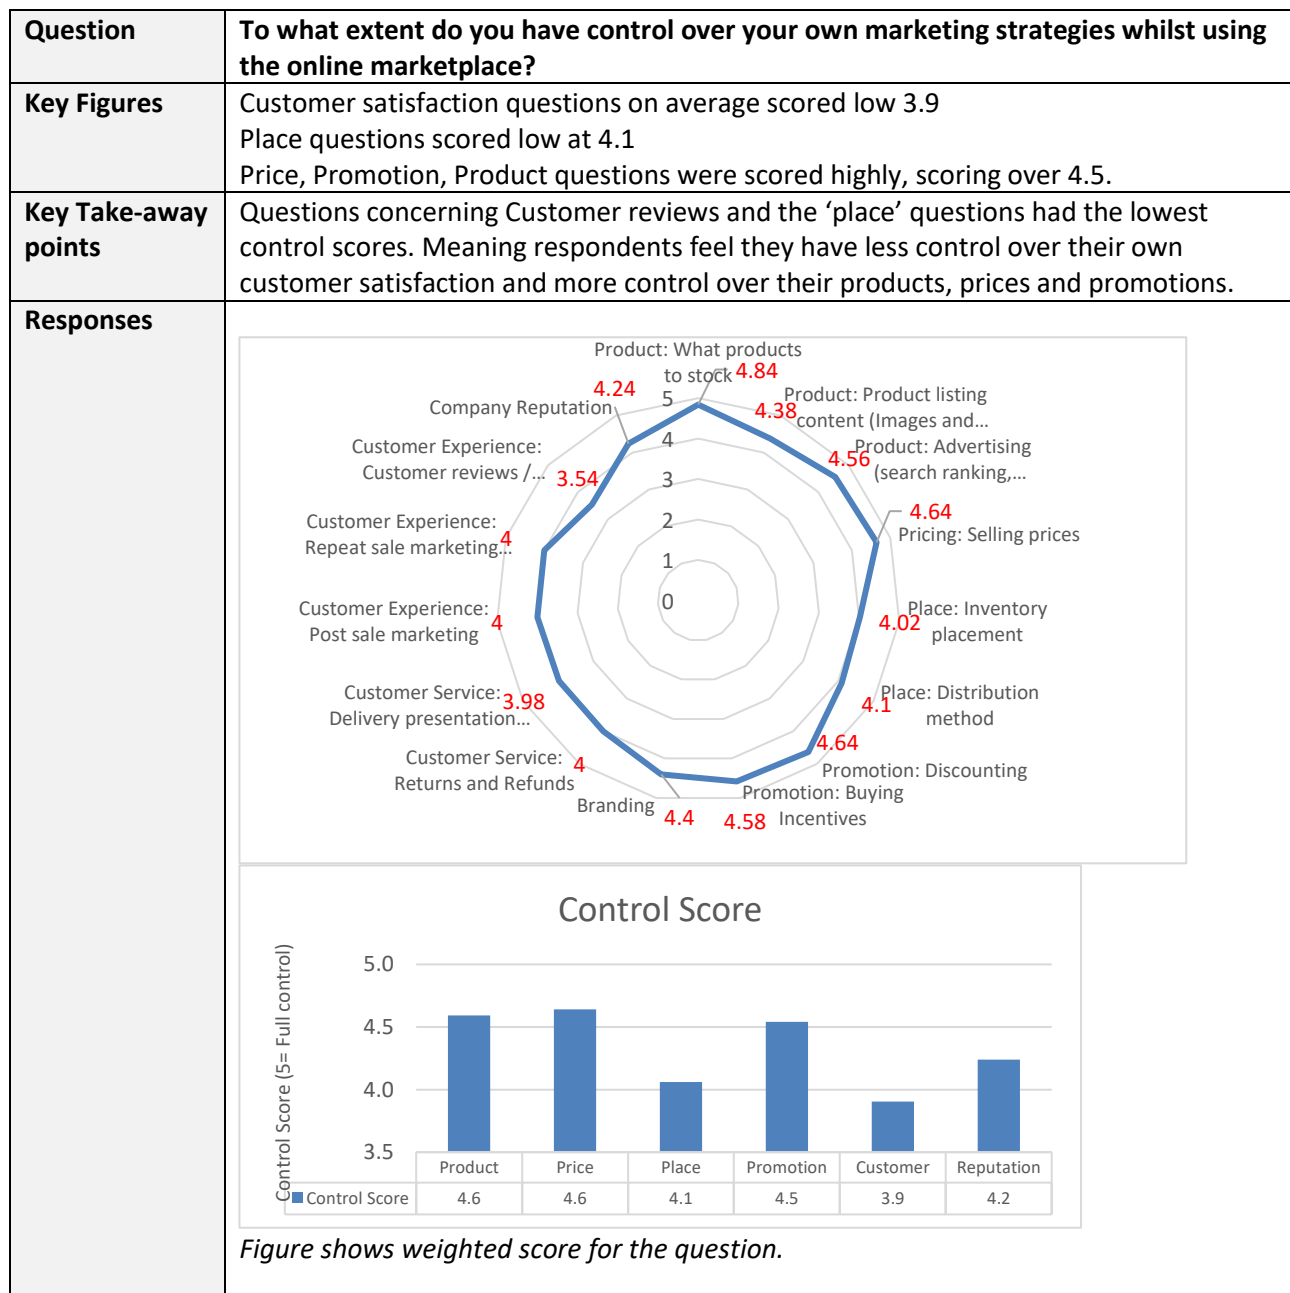 Question
To what extent do you have control over your own marketing strategies whilst using
the online marketplace?
Key Figures
Customer satisfaction questions on average scored low 3.9
Place questions scored low at 4.1
Price, Promotion, Product questions were scored highly, scoring over 4.5.
Key Take-away
points
Questions concerning Customer reviews and the ‘place’ questions had the lowest
control scores. Meaning respondents feel they have less control over their own
customer satisfaction and more control over their products, prices and promotions.
Responses
Product: What products
to stock
4.84
Product: Product listing
content (Images and...
4.38
Product: Advertising
(search ranking,...
4.56
Pricing: Selling prices
4.64
Place: Inventory
placement
4.02
Place: Distribution
method
4.1
Promotion: Discounting
4.64
Promotion: Buying
Incentives
4.58
Branding
4.4
Customer Service:
Returns and Refunds
4
Customer Service:
Delivery presentation...
3.98
Customer Experience:
Post sale marketing
4
Customer Experience:
Repeat sale marketing...
4
Customer Experience:
Customer reviews /...
3.54
Company Reputation
4.24
5
4
3
2
1
0
Control Score
Control Score (5= Full control)
5.0
4.5
4.0
3.5
Product Price Place Promotion Customer Reputation
Control Score 4.6 4.6 4.1 4.5 3.9 4.2
Figure shows weighted score for the question.